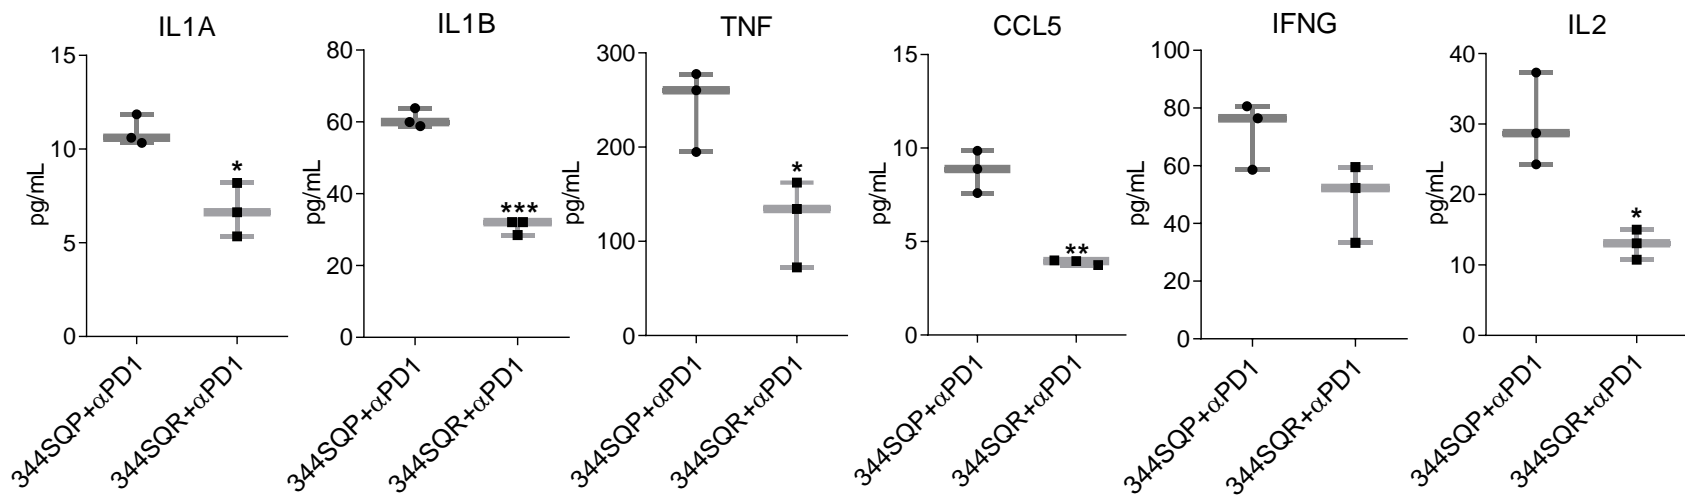 IL1A
15
10
5
0
pg/mL
*
344SQP+αPD1
344SQR+αPD1
IL1B
80
60
40
20
0
pg/mL
***
344SQP+αPD1
344SQR+αPD1
TNF
300
200
100
0
pg/mL
*
344SQP+αPD1
344SQR+αPD1
CCL5
15
10
5
0
pg/mL
**
344SQP+αPD1
344SQR+αPD1
IFNG
100
80
60
40
20
0
pg/mL
344SQP+αPD1
344SQR+αPD1
IL2
40
30
20
10
0
pg/mL
*
344SQP+αPD1
344SQR+αPD1